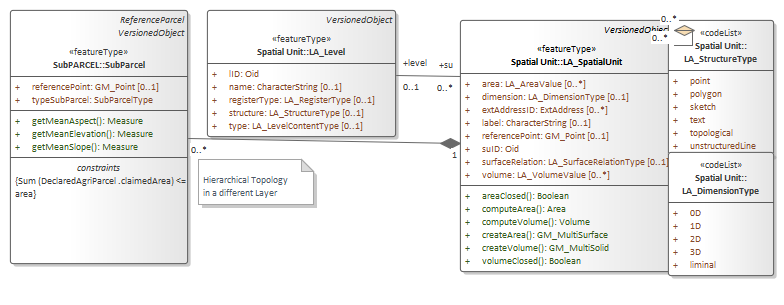 ReferenceParcel
VersionedObject
«featureType»
SubPARCEL::SubParcel
+ referencePoint: GM_Point [0..1]
+ typeSubParcel: SubParcelType
+ getMeanAspect(): Measure
+ getMeanElevation(): Measure
+ getMeanSlope(): Measure
constraints
{Sum (DeclaredAgriParcel .claimedArea) <=
area}
VersionedObject
«featureType»
Spatial Unit::LA_Level
+ lID: Oid
+ name: CharacterString [0..1]
+ registerType: LA_RegisterType [0..1]
+ structure: LA_StructureType [0..1]
+ type: LA_LevelContentType [0..1]
+level
0..1
+su
0..*
0..*
1
Hierarchical Topology
in a different Layer
VersionedObject
«featureType»
Spatial Unit::LA_SpatialUnit
+ area: LA_AreaValue [0..*]
+ dimension: LA_DimensionType [0..1]
+ extAddressID: ExtAddress [0..*]
+ label: CharacterString [0..1]
+ referencePoint: GM_Point [0..1]
+ suID: Oid
+ surfaceRelation: LA_SurfaceRelationType [0..1]
+ volume: LA_VolumeValue [0..*]
+ areaClosed(): Boolean
+ computeArea(): Area
+ computeVolume(): Volume
+ createArea(): GM_MultiSurface
+ createVolume(): GM_MultiSolid
+ volumeClosed(): Boolean
0..*
0..*
«codeList»
Spatial Unit::
LA_StructureType
+ point
+ polygon
+ sketch
+ text
+ topological
+ unstructuredLine
«codeList»
Spatial Unit::
LA_DimensionType
+ 0D
+ 1D
+ 2D
+ 3D
+ liminal